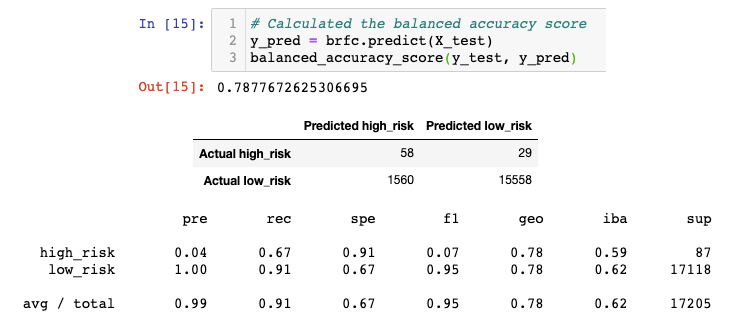 In [15]: 1 # Calculated the balanced accuracy score
2 y_pred = brfc.predict(X_test)
3 balanced_accuracy_score(y_test, y_pred)
Out[15]: 0.7877672625306695
Predicted high_risk Predicted low_risk
Actual high_risk 58 29
Actual low_risk 1560 15558
pre rec spe f1 geo iba sup
high_risk 0.04 0.67 0.91 0.07 0.78 0.59 87
low_risk 1.00 0.91 0.67 0.95 0.78 0.62 17118
avg / total 0.99 0.91 0.67 0.95 0.78 0.62 17205